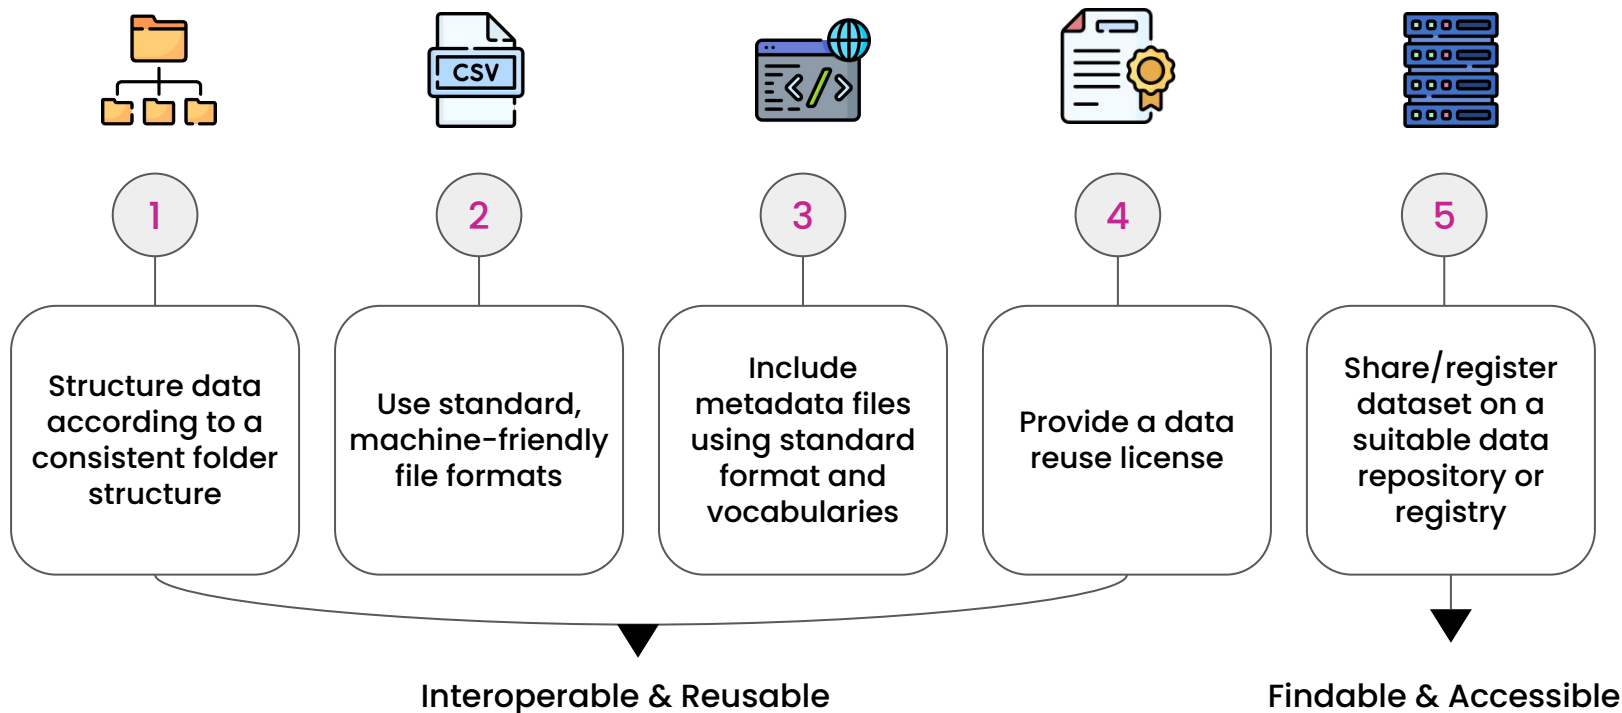 CSV
1
2
3
4
5
Structure data
according to a
consistent folder
structure
Use standard,
machine-friendly
file formats
Include
metadata files
using standard
format and
vocabularies
Provide a data
reuse license
Share/register
dataset on a
suitable data
repository or
registry
Interoperable & Reusable
Findable & Accessible